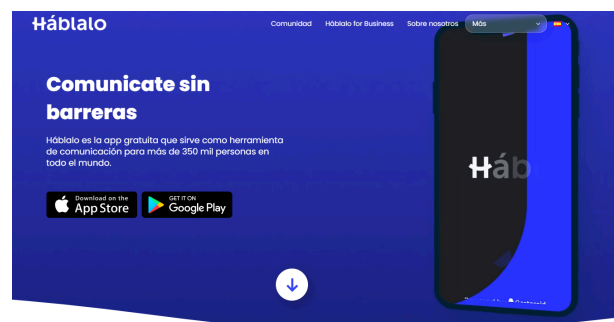 Háblalo
Comunidad Háblalo for Business Sobre nosotros Más
Comunicate sin
barreras
Háblalo es la app gratuita que sirve como herramienta
de comunicación para más de 350 mil personas en
todo el mundo.
Download on the
App Store
GET IT ON
Google Play
Háb